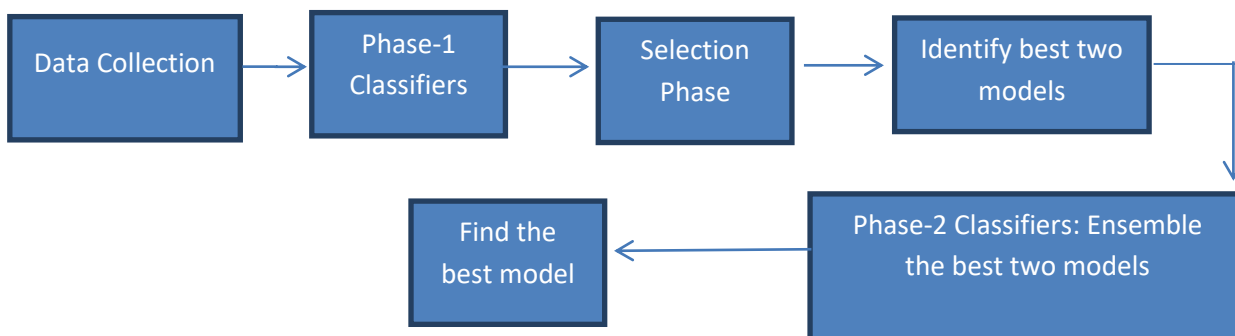 Data Collection
Phase-1
Classifiers
Selection
Phase
Identify best two
models
Phase-2 Classifiers: Ensemble
the best two models
Find the
best model